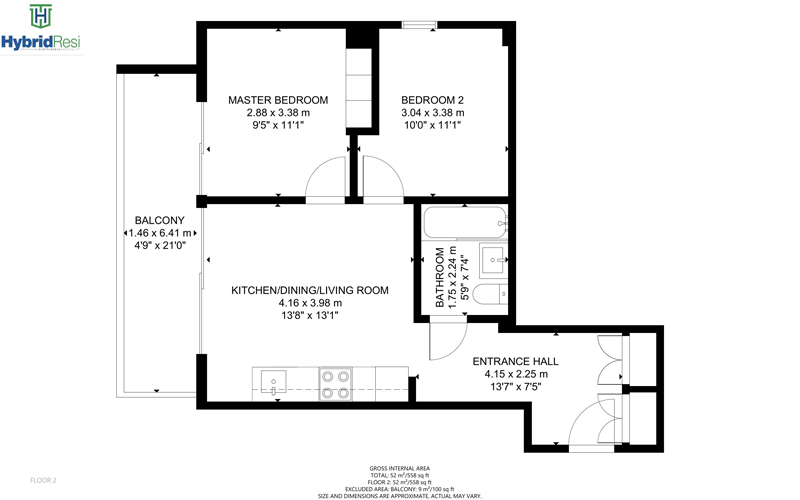 HybridResi
MASTER BEDROOM
2.88 x 3.38 m
9'5" x 11'1"
BEDROOM 2
3.04 x 3.38 m
10'0" x 11'1"
BALCONY
1.46 x 6.41 m
4'9" x 21'0"
KITCHEN/DINING/LIVING ROOM
4.16 x 3.98 m
13'8" x 13'1"
BATHROOM
1.75 x 2.24 m
5'9" x 7'4"
ENTRANCE HALL
4.15 x 2.25 m
13'7" x 7'5"
FLOOR 2
GROSS INTERNAL AREA
TOTAL: 52 m²/558 sq ft
FLOOR 2: 52 m²/558 sq ft
EXCLUDED AREA: BALCONY: 9 m²/100 sq ft
SIZE AND DIMENSIONS ARE APPROXIMATE, ACTUAL MAY VARY.